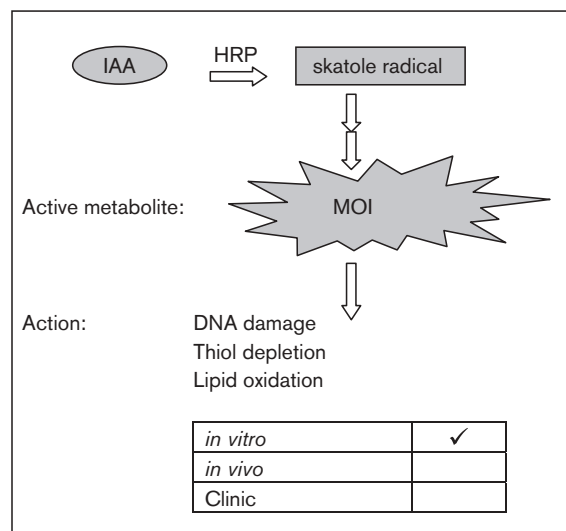 IAA HRP skatole radical
Active metabolite: MOI
Action: DNA damage
Thiol depletion
Lipid oxidation
in vitro ✓
in vivo
Clinic